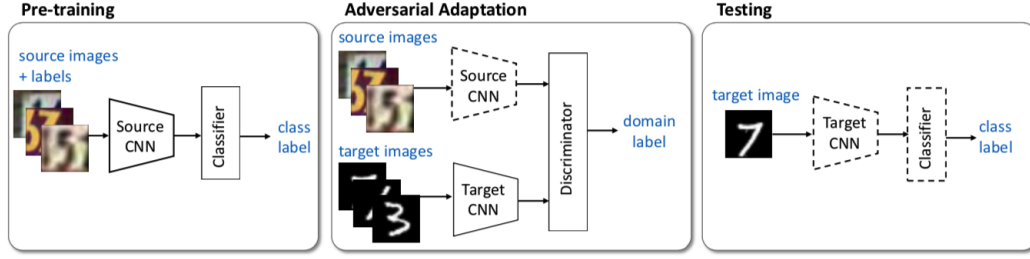 Pre-training
source images
+ labels
Source
CNN
Classifier
class
label
Adversarial Adaptation
source images
Source
CNN
target images
Target
CNN
Discriminator
domain
label
Testing
target image
7
Target
CNN
Classifier
class
label